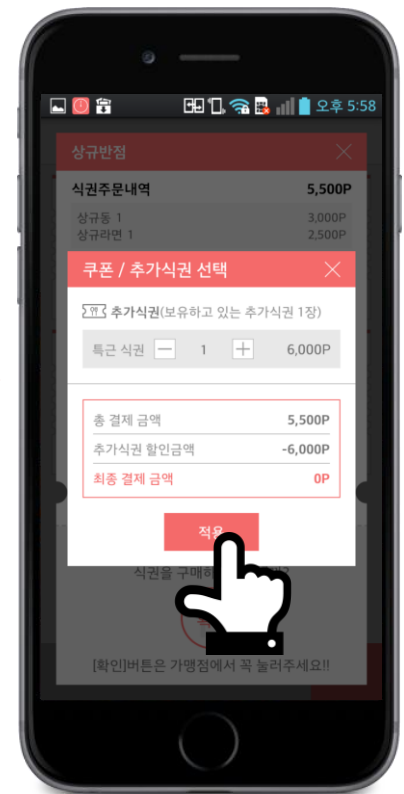 오후 5:58
상규반점
식권주문내역 5,500P
상규동 1 3,000P
상규라면 1 2,500P
쿠폰 / 추가식권 선택
추가식권(보유하고 있는 추가식권 1장)
특근 식권 1 6,000P
총 결제 금액 5,500P
추가식권 할인금액 -6,000P
최종 결제 금액 0P
적용
식권을
[확인]버튼은 가맹점에서 꼭 눌러주세요!!